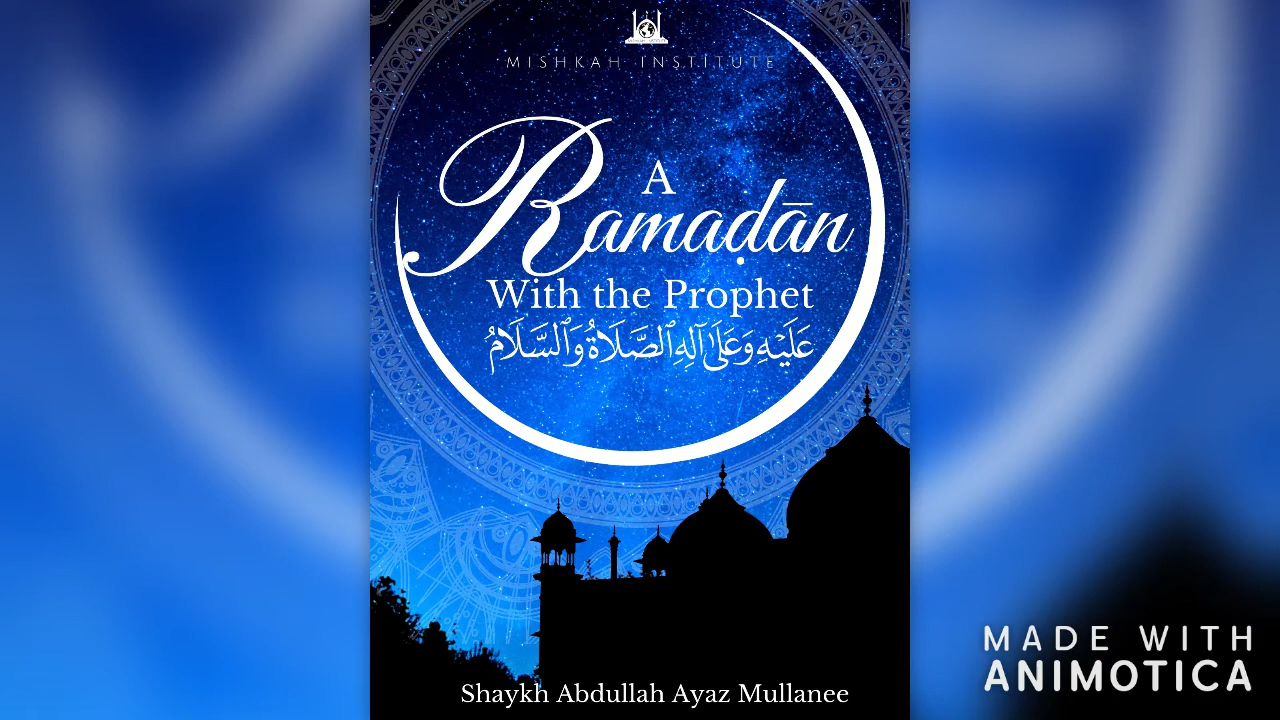 MISHKAH INSTITUTE
A
Ramaḍān
With the Prophet
عَلَيْهِ وَعَلَىٰ آلِهِ ٱلصَّلَاةُ وَٱلسَّلَامُ
Shaykh Abdullah Ayaz Mullanee
MADE WITH
ANIMOTICA